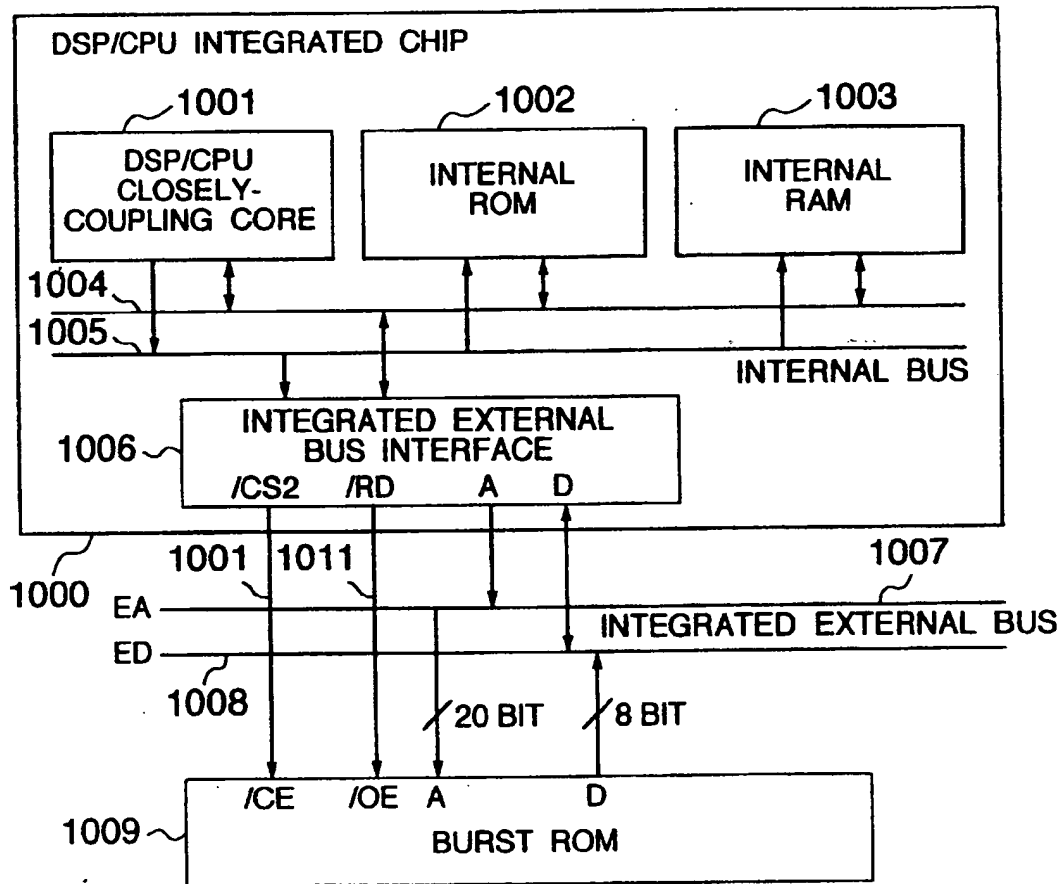 DSP/CPU INTEGRATED CHIP
1001
1002
1003
DSP/CPU
CLOSELY-
COUPLING CORE
INTERNAL
ROM
INTERNAL
RAM
1004
1005
INTERNAL BUS
INTEGRATED EXTERNAL
BUS INTERFACE
1006
/CS2 /RD A D
1000
1001
1011
1007
EA
INTEGRATED EXTERNAL BUS
ED
1008
20 BIT
8 BIT
/CE /OE A D
1009
BURST ROM